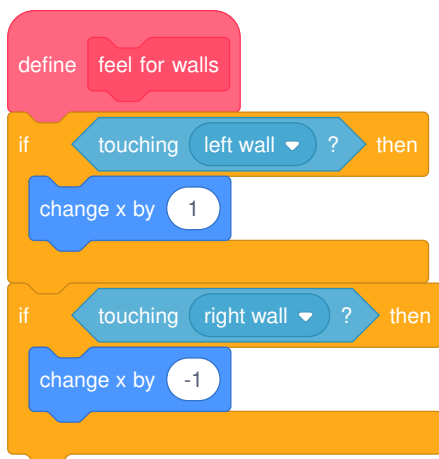 define feel for walls
if touching left wall ? then
change x by 1
if touching right wall ? then
change x by -1